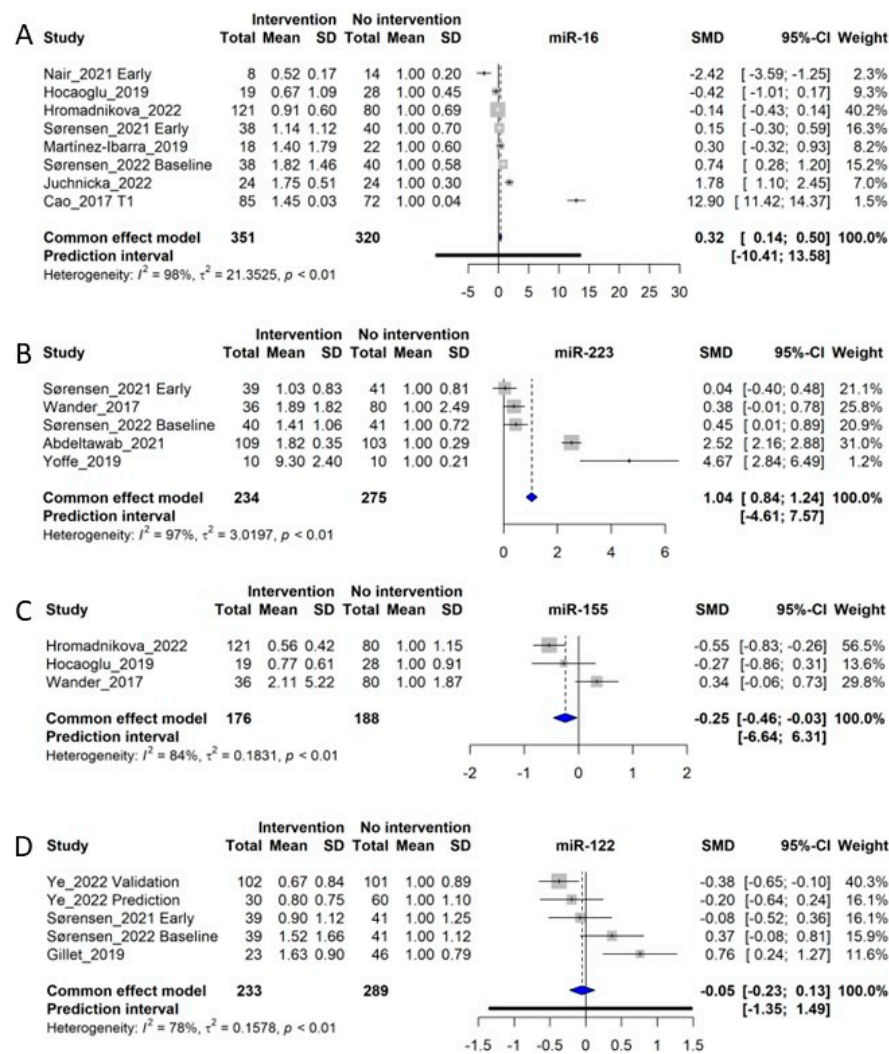 A
Intervention No intervention
Study Total Mean SD Total Mean SD miR-16 SMD 95%-CI Weight
Nair_2021 Early 8 0.52 0.17 14 1.00 0.20 -2.42 [ -3.59; -1.25] 2.3%
Hocaoglu_2019 19 0.67 1.09 28 1.00 0.45 -0.42 [ -1.01; 0.17] 9.3%
Hromadnikova_2022 121 0.91 0.60 80 1.00 0.69 -0.14 [ -0.43; 0.14] 40.2%
Sørensen_2021 Early 38 1.14 1.12 40 1.00 0.70 0.15 [ -0.30; 0.59] 16.3%
Martínez-Ibarra_2019 18 1.40 1.79 22 1.00 0.60 0.30 [ -0.32; 0.93] 8.2%
Sørensen_2022 Baseline 38 1.82 1.46 40 1.00 0.58 0.74 [ 0.28; 1.20] 15.2%
Juchnicka_2022 24 1.75 0.51 24 1.00 0.30 1.78 [ 1.10; 2.45] 7.0%
Cao_2017 T1 85 1.45 0.03 72 1.00 0.04 12.90 [ 11.42; 14.37] 1.5%
Common effect model 351 320 0.32 [ 0.14; 0.50] 100.0%
Prediction interval [-10.41; 13.58]
Heterogeneity: I² = 98%, τ² = 21.3525, p < 0.01
-5 0 5 10 15 20 25 30
B
Intervention No intervention
Study Total Mean SD Total Mean SD miR-223 SMD 95%-CI Weight
Sørensen_2021 Early 39 1.03 0.83 41 1.00 0.81 0.04 [-0.40; 0.48] 21.1%
Wander_2017 36 1.89 1.82 80 1.00 2.49 0.38 [-0.01; 0.78] 25.8%
Sørensen_2022 Baseline 40 1.41 1.06 41 1.00 0.72 0.45 [0.01; 0.89] 20.9%
Abdeltawab_2021 109 1.82 0.35 103 1.00 0.29 2.52 [2.16; 2.88] 31.0%
Yoffe_2019 10 9.30 2.40 10 1.00 0.21 4.67 [2.84; 6.49] 1.2%
Common effect model 234 275 1.04 [ 0.84; 1.24] 100.0%
Prediction interval [-4.61; 7.57]
Heterogeneity: I² = 97%, τ² = 3.0197, p < 0.01
0 2 4 6
C
Intervention No intervention
Study Total Mean SD Total Mean SD miR-155 SMD 95%-CI Weight
Hromadnikova_2022 121 0.56 0.42 80 1.00 1.15 -0.55 [-0.83; -0.26] 56.5%
Hocaoglu_2019 19 0.77 0.61 28 1.00 0.91 -0.27 [-0.86; 0.31] 13.6%
Wander_2017 36 2.11 5.22 80 1.00 1.87 0.34 [-0.06; 0.73] 29.8%
Common effect model 176 188 -0.25 [-0.46; -0.03] 100.0%
Prediction interval [-6.64; 6.31]
Heterogeneity: I² = 84%, τ² = 0.1831, p < 0.01
-2 -1 0 1 2
D
Intervention No intervention
Study Total Mean SD Total Mean SD miR-122 SMD 95%-CI Weight
Ye_2022 Validation 102 0.67 0.84 101 1.00 0.89 -0.38 [-0.65; -0.10] 40.3%
Ye_2022 Prediction 30 0.80 0.75 60 1.00 1.10 -0.20 [-0.64; 0.24] 16.1%
Sørensen_2021 Early 39 0.90 1.12 41 1.00 1.25 -0.08 [-0.52; 0.36] 16.1%
Sørensen_2022 Baseline 39 1.52 1.66 41 1.00 1.12 0.37 [-0.08; 0.81] 15.9%
Gillet_2019 23 1.63 0.90 46 1.00 0.79 0.76 [ 0.24; 1.27] 11.6%
Common effect model 233 289 -0.05 [-0.23; 0.13] 100.0%
Prediction interval [-1.35; 1.49]
Heterogeneity: I² = 78%, τ² = 0.1578, p < 0.01
-1.5 -1 -0.5 0 0.5 1 1.5